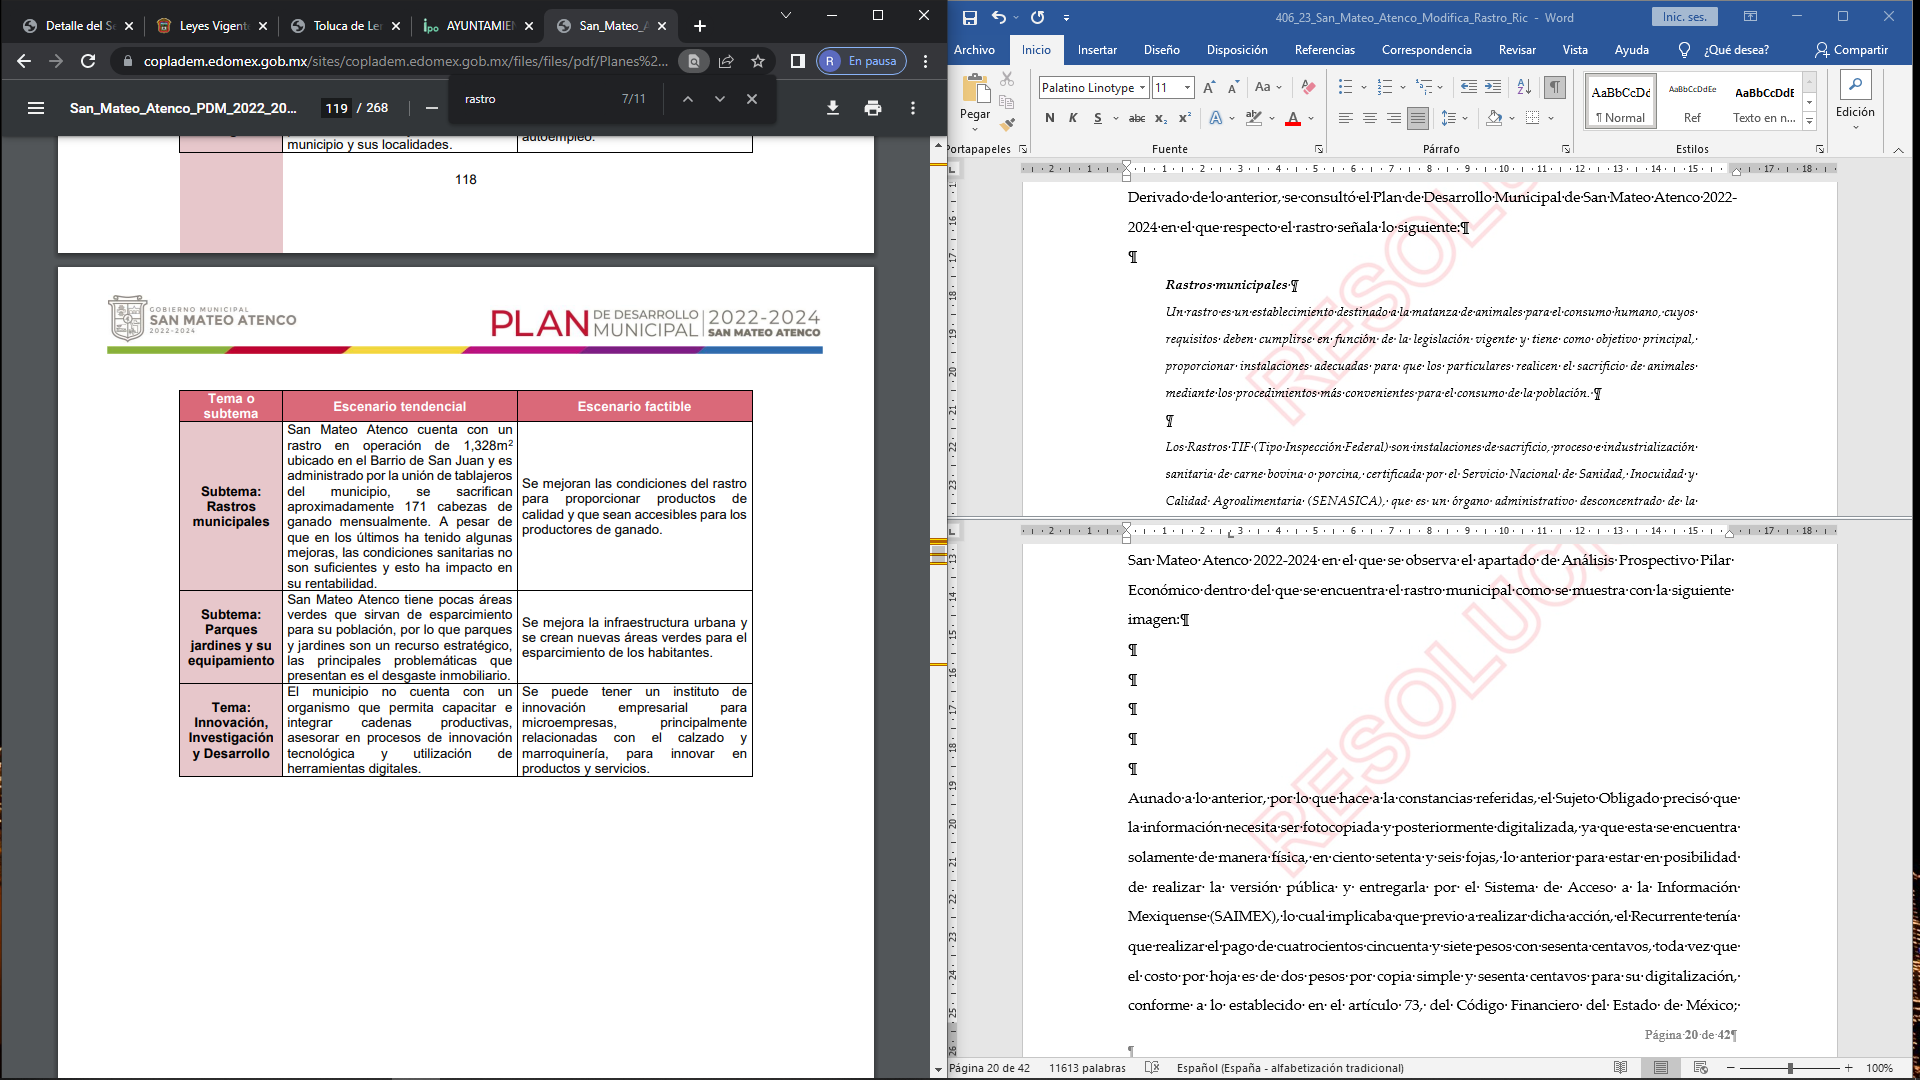 Detalle del Se
Leyes Vigent
Toluca de Ler
ipo
AYUNTAMIEN
San_Mateo_A
copladem.edomex.gob.mx/sites/copladem.edomex.gob.mx/files/files/pdf/Planes%2...
R
En pausa
rastro
7/11
San_Mateo_Atenco_PDM_2022_20...
119 / 268
municipio y sus localidades.
autoempleo.
118
GOBIERNO MUNICIPAL
SAN MATEO ATENCO
2022-2024
PLAN
DE DESARROLLO
MUNICIPAL
2022-2024
SAN MATEO ATENCO
Tema o
subtema
Escenario tendencial
Escenario factible
Subtema:
Rastros
municipales
San Mateo Atenco cuenta con un
rastro en operación de 1,328m²
ubicado en el Barrio de San Juan y es
administrado por la unión de tablajeros
del municipio, se sacrifican
aproximadamente 171 cabezas de
ganado mensualmente. A pesar de
que en los últimos ha tenido algunas
mejoras, las condiciones sanitarias no
son suficientes y esto ha impacto en
su rentabilidad.
Se mejoran las condiciones del rastro
para proporcionar productos de
calidad y que sean accesibles para los
productores de ganado.
Subtema:
Parques
jardines y su
equipamiento
San Mateo Atenco tiene pocas áreas
verdes que sirvan de esparcimiento
para su población, por lo que parques
y jardines son un recurso estratégico,
las principales problemáticas que
presentan es el desgaste inmobiliario.
Se mejora la infraestructura urbana y
se crean nuevas áreas verdes para el
esparcimiento de los habitantes.
Tema:
Innovación,
Investigación
y Desarrollo
El municipio no cuenta con un
organismo que permita capacitar e
integrar cadenas productivas,
asesorar en procesos de innovación
tecnológica y utilización de
herramientas digitales.
Se puede tener un instituto de
innovación empresarial para
microempresas, principalmente
relacionadas con el calzado y
marroquinería, para innovar en
productos y servicios.
406_23_San_Mateo_Atenco_Modifica_Rastro_Ric - Word
Inic. ses.
Archivo
Inicio
Insertar
Diseño
Disposición
Referencias
Correspondencia
Revisar
Vista
Ayuda
¿Qué desea?
Compartir
Pegar
Palatino Linotype
11
N K S abc x₂ x²
AaBbCcDd
¶ Normal
AaBbCcDdEe
Ref
AaBbCcDdE
Texto en n...
Edición
Portapapeles
Fuente
Párrafo
Estilos
Derivado de lo anterior, se consultó el Plan de Desarrollo Municipal de San Mateo Atenco 2022-
2024 en el que respecto el rastro señala lo siguiente:¶
¶
Rastros municipales ¶
Un rastro es un establecimiento destinado a la matanza de animales para el consumo humano, cuyos
requisitos deben cumplirse en función de la legislación vigente y tiene como objetivo principal,
proporcionar instalaciones adecuadas para que los particulares realicen el sacrificio de animales
mediante los procedimientos más convenientes para el consumo de la población. ¶
¶
Los Rastros TIF (Tipo Inspección Federal) son instalaciones de sacrificio, proceso e industrialización
sanitaria de carne bovina o porcina, certificada por el Servicio Nacional de Sanidad, Inocuidad y
Calidad Agroalimentaria (SENASICA), que es un órgano administrativo desconcentrado de la
RESOLUC
San Mateo Atenco 2022-2024 en el que se observa el apartado de Análisis Prospectivo Pilar
Económico dentro del que se encuentra el rastro municipal como se muestra con la siguiente
imagen:¶
¶
¶
¶
¶
¶
Aunado a lo anterior, por lo que hace a la constancias referidas, el Sujeto Obligado precisó que
la información necesita ser fotocopiada y posteriormente digitalizada, ya que esta se encuentra
solamente de manera física, en ciento setenta y seis fojas, lo anterior para estar en posibilidad
de realizar la versión pública y entregarla por el Sistema de Acceso a la Información
Mexiquense (SAIMEX), lo cual implicaba que previo a realizar dicha acción, el Recurrente tenía
que realizar el pago de cuatrocientos cincuenta y siete pesos con sesenta centavos, toda vez que
el costo por hoja es de dos pesos por copia simple y sesenta centavos para su digitalización,
conforme a lo establecido en el artículo 73, del Código Financiero del Estado de México;
RESOLUCI
Página 20 de 42¶
¶
Página 20 de 42
11613 palabras
Español (España - alfabetización tradicional)
100%